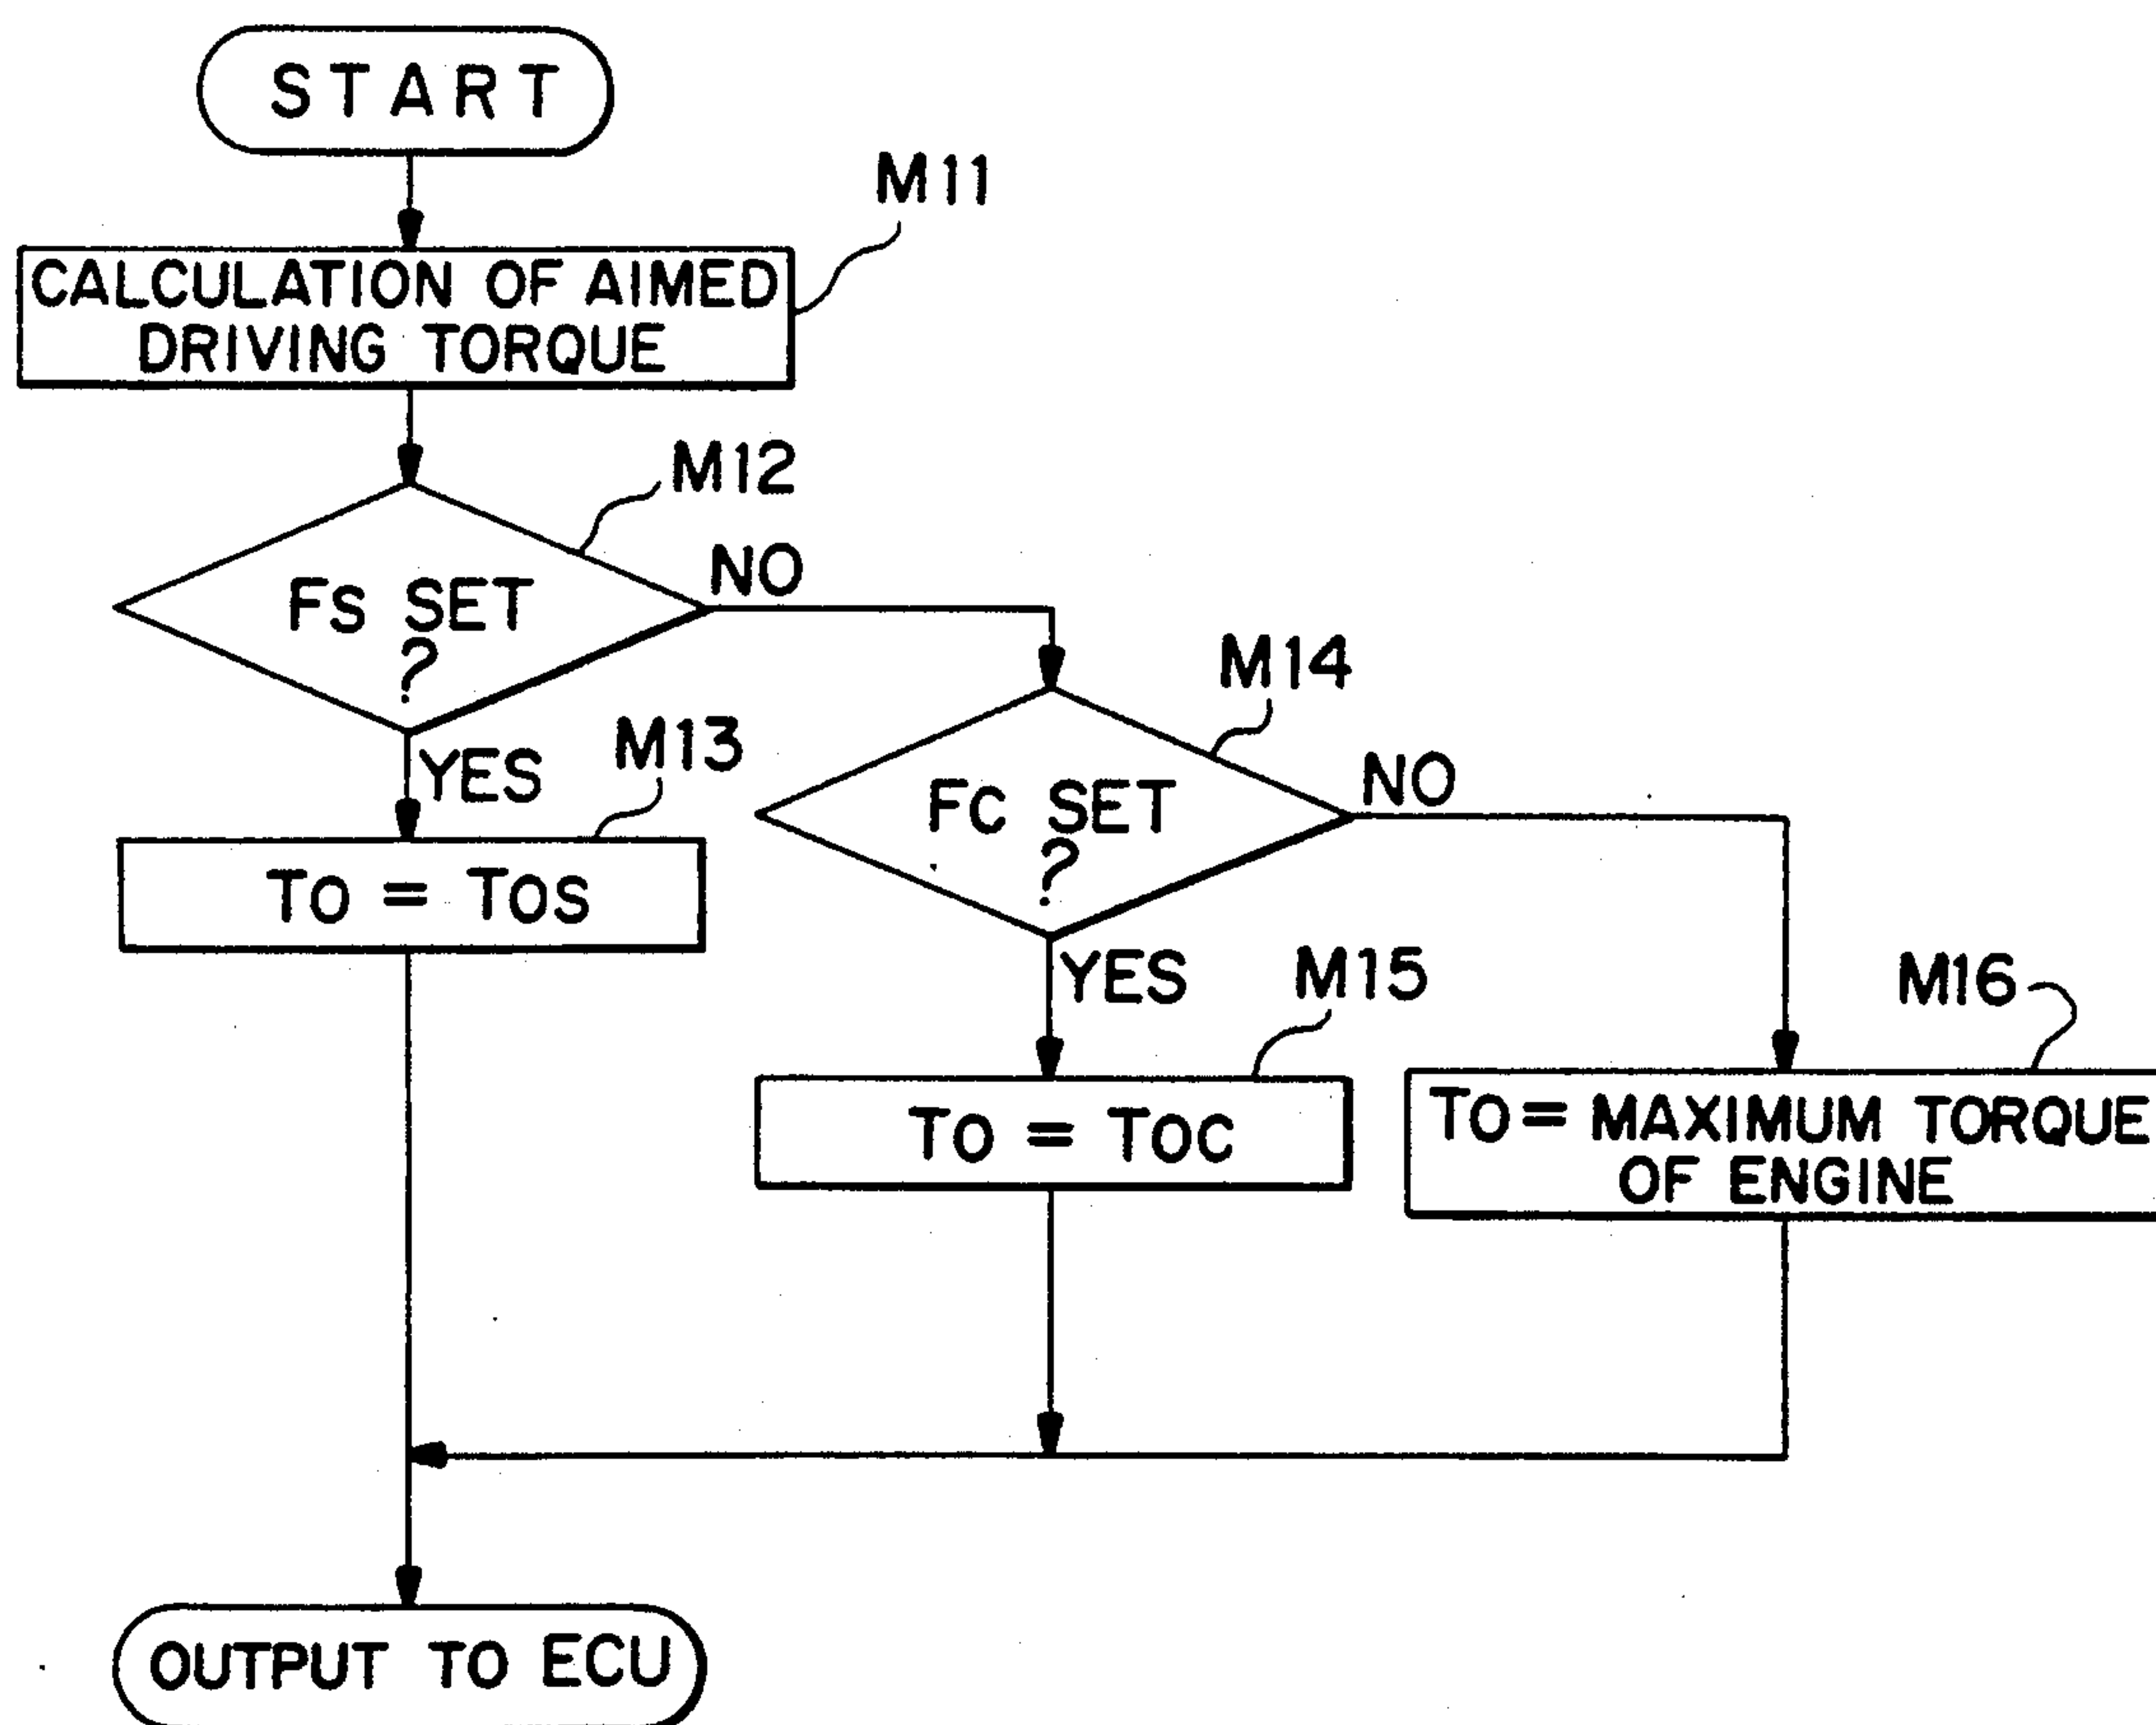 START
M11
CALCULATION OF AIMED
DRIVING TORQUE
M12
FS SET
?
NO
YES
M13
TO = TOS
M14
FC SET
?
NO
YES
M15
TO = TOC
M16
TO = MAXIMUM TORQUE
OF ENGINE
OUTPUT TO ECU